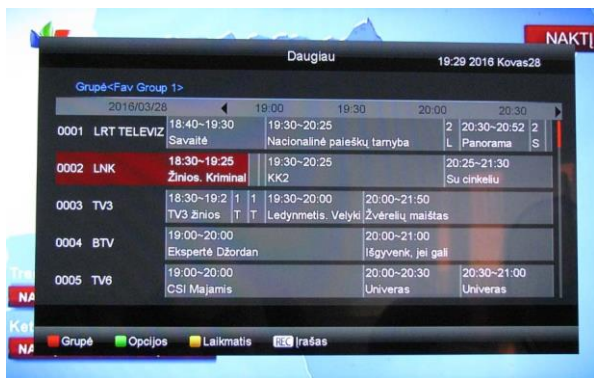 NAKTĮ
Daugiau
19:29 2016 Kovas28
Grupė<Fav Group 1>
2016/03/28 19:00 19:30 20:00 20:30
0001 LRT TELEVIZ
18:40~19:30
Savaitė
19:30~20:25
Nacionalinė paieškų tarnyba
2
L
20:30~20:52
Panorama
2
S
0002 LNK
18:30~19:25
Žinios. Kriminal
19:30~20:25
KK2
20:25~21:30
Su cinkeliu
0003 TV3
18:30~19:2
TV3 žinios
1
T
1
T
19:30~20:00
Ledynmetis. Velykį
20:00~21:50
Žvėrelių maištas
0004 BTV
19:00~20:00
Ekspertė Džordan
20:00~21:00
Išgyvenk, jei gali
0005 TV6
19:00~20:00
CSI Majamis
20:00~20:30
Univeras
20:30~21:00
Univeras
Tre
NA
Ket
NA
Grupė Opcijos Laikmatis REC Įrašas